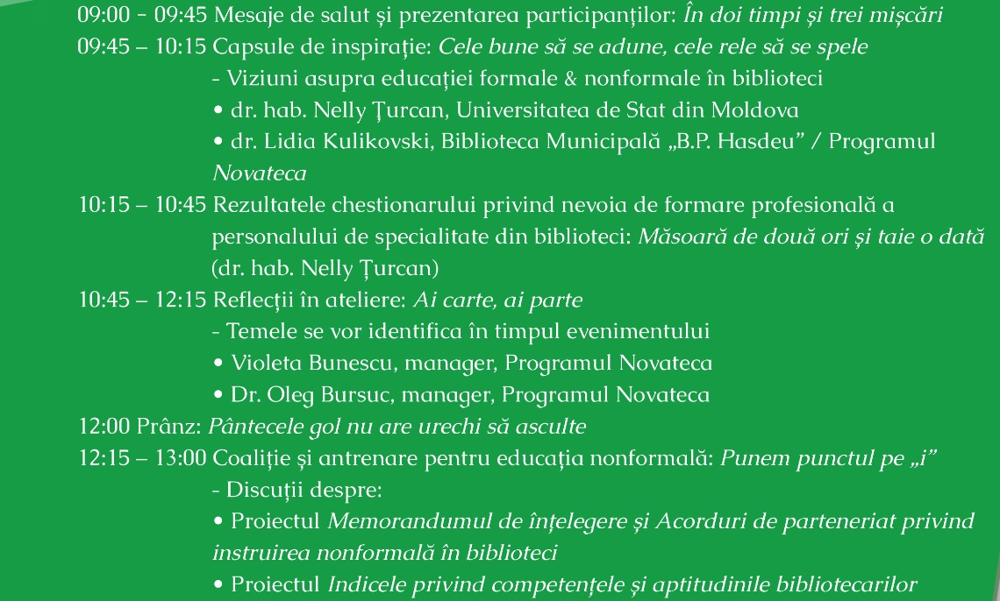 09:00 - 09:45 Mesaje de salut și prezentarea participanților: În doi timpi și trei mișcări
09:45 – 10:15 Capsule de inspirație: Cele bune să se adune, cele rele să se spele
- Viziuni asupra educației formale & nonformale în biblioteci
• dr. hab. Nelly Țurcan, Universitatea de Stat din Moldova
• dr. Lidia Kulikovski, Biblioteca Municipală „B.P. Hasdeu” / Programul
Novateca
10:15 – 10:45 Rezultatele chestionarului privind nevoia de formare profesională a
personalului de specialitate din biblioteci: Măsoară de două ori și taie o dată
(dr. hab. Nelly Țurcan)
10:45 – 12:15 Reflecții în ateliere: Ai carte, ai parte
- Temele se vor identifica în timpul evenimentului
• Violeta Bunescu, manager, Programul Novateca
• Dr. Oleg Bursuc, manager, Programul Novateca
12:00 Prânz: Pântecele gol nu are urechi să asculte
12:15 – 13:00 Coaliție și antrenare pentru educația nonformală: Punem punctul pe „i”
- Discuții despre:
• Proiectul Memorandumul de înțelegere și Acorduri de parteneriat privind
instruirea nonformală în biblioteci
• Proiectul Indicele privind competențele și aptitudinile bibliotecarilor